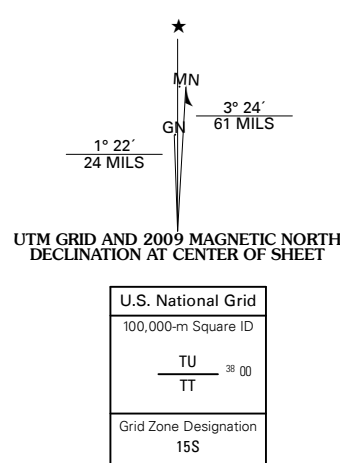 ★
MN
GN
3° 24´
61 MILS
1° 22´
24 MILS
UTM GRID AND 2009 MAGNETIC NORTH
DECLINATION AT CENTER OF SHEET
U.S. National Grid
100,000-m Square ID
TU
38 00
TT
Grid Zone Designation
15S